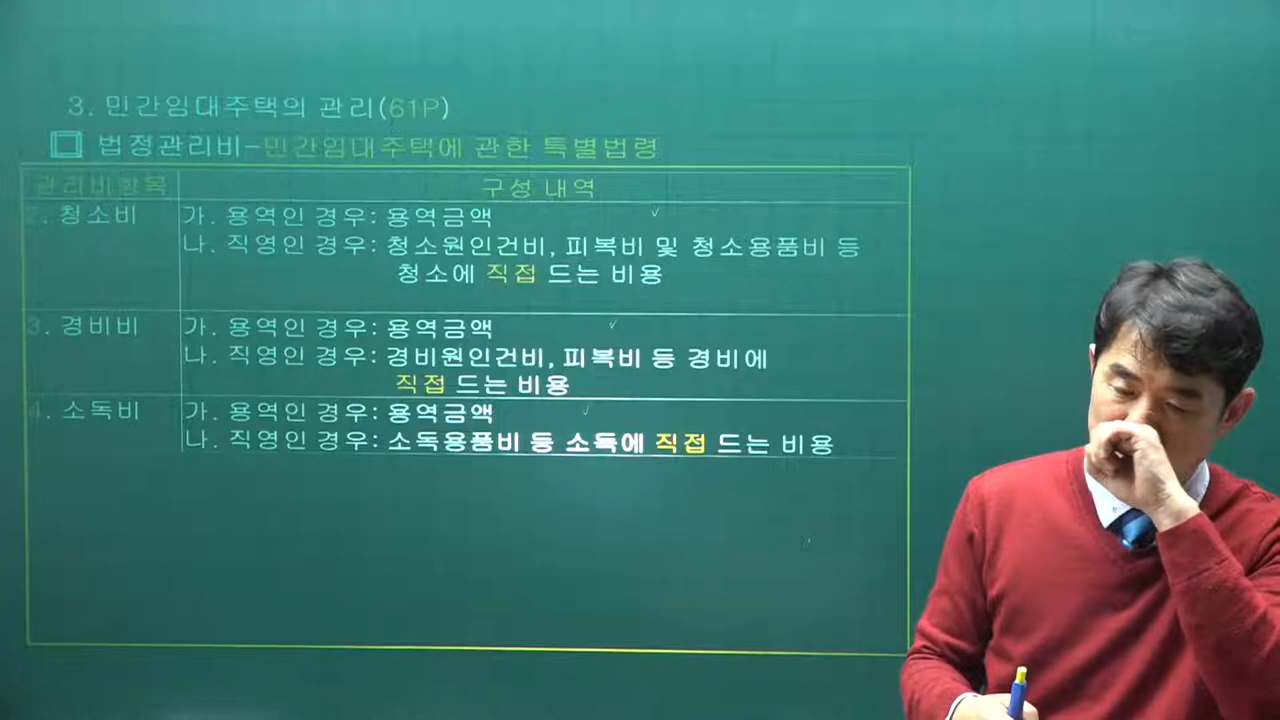 3. 민간임대주택의 관리(61P)
법정관리비-민간임대주택에 관한 특별법령
관리비항목 구성 내역
2. 청소비 가. 용역인 경우: 용역금액
나. 직영인 경우: 청소원인건비, 피복비 및 청소용품비 등
청소에 직접 드는 비용
3. 경비비 가. 용역인 경우: 용역금액
나. 직영인 경우: 경비원인건비, 피복비 등 경비에
직접 드는 비용
4. 소독비 가. 용역인 경우: 용역금액
나. 직영인 경우: 소독용품비 등 소독에 직접 드는 비용